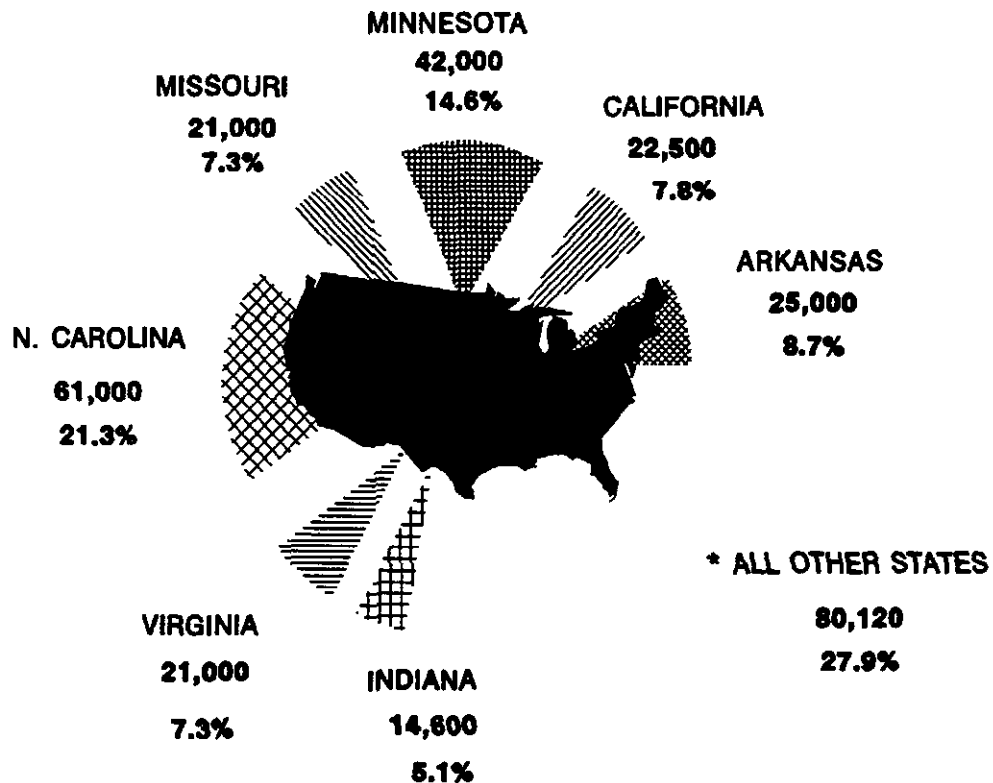 MINNESOTA
42,000
14.6%
MISSOURI
21,000
7.3%
CALIFORNIA
22,500
7.8%
ARKANSAS
25,000
8.7%
N. CAROLINA
61,000
21.3%
* ALL OTHER STATES
80,120
27.9%
VIRGINIA
21,000
7.3%
INDIANA
14,600
5.1%